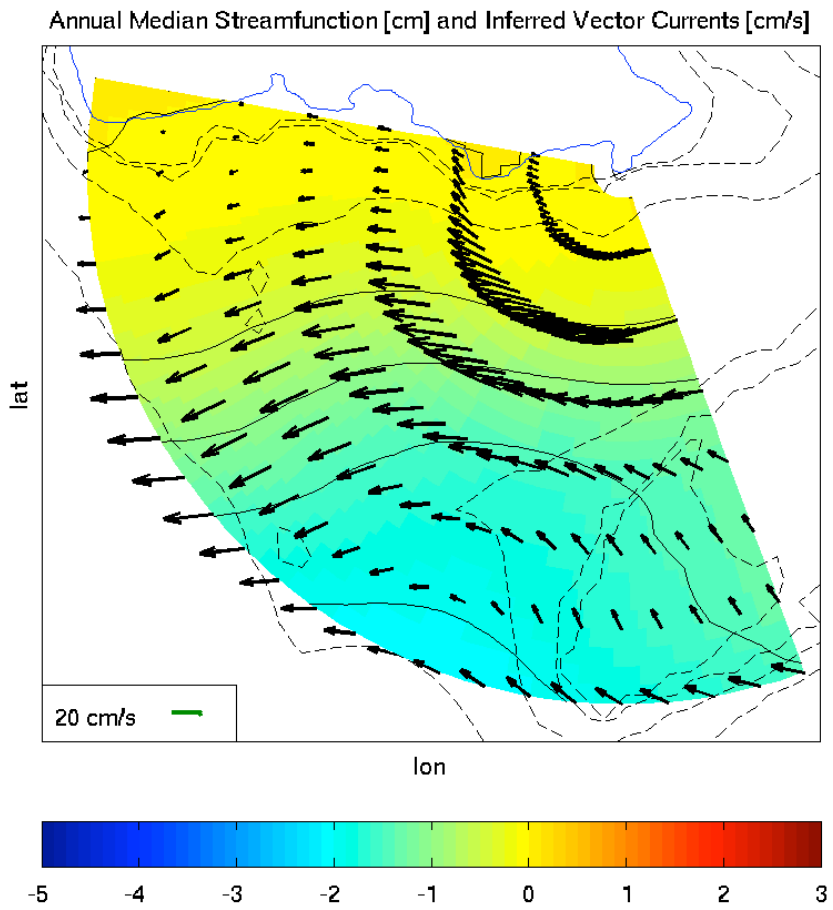 Annual Median Streamfunction [cm] and Inferred Vector Currents [cm/s]
lat
20 cm/s
lon
-5 -4 -3 -2 -1 0 1 2 3